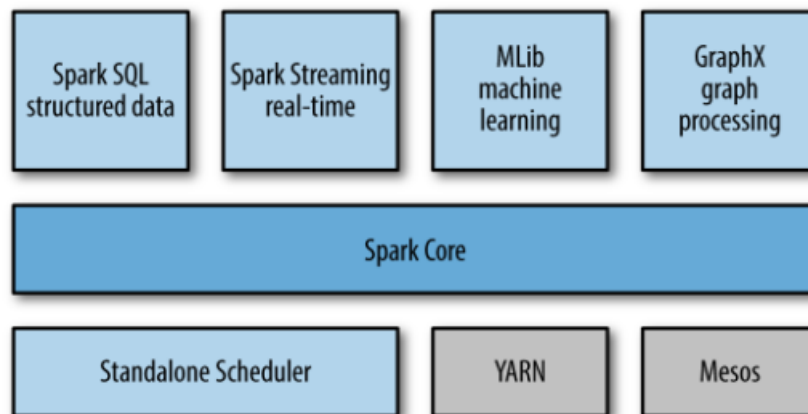 Spark SQL
structured data
Spark Streaming
real-time
MLib
machine
learning
GraphX
graph
processing
Spark Core
Standalone Scheduler
YARN
Mesos